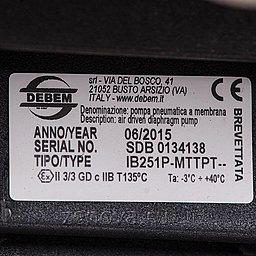 DEBEM
srl - VIA DEL BOSCO, 41
21052 BUSTO ARSIZIO (VA)
ITALY - www.debem.it
Denominazione: pompa pneumatica a membrana
Description: air driven diaphragm pump
ANNO/YEAR 06/2015
SERIAL NO. SDB 0134138
TIPO/TYPE IB251P-MTTPT--
Ex II 3/3 GD c IIB T135°C Ta: -3°C ÷ +40°C
CE BREVETTATA